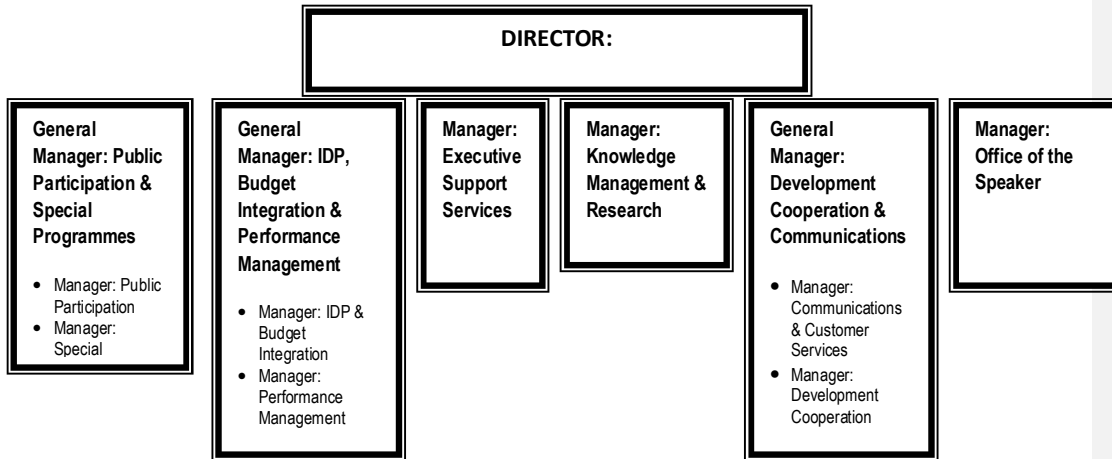 DIRECTOR:
General
Manager: Public
Participation &
Special
Programmes
• Manager: Public
Participation
• Manager:
Special
General
Manager: IDP,
Budget
Integration &
Performance
Management
• Manager: IDP &
Budget
Integration
• Manager:
Performance
Management
Manager:
Executive
Support
Services
Manager:
Knowledge
Management &
Research
General
Manager:
Development
Cooperation &
Communications
• Manager:
Communications
& Customer
Services
• Manager:
Development
Cooperation
Manager:
Office of the
Speaker